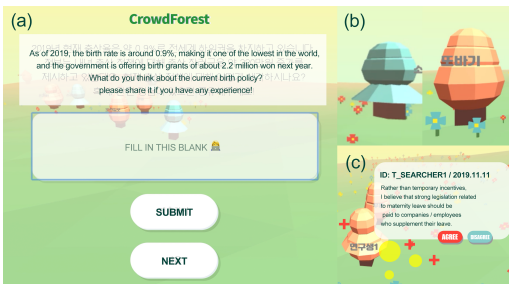 (a)
CrowdForest
As of 2019, the birth rate is around 0.9%, making it one of the lowest in the world,
and the government is offering birth grants of about 2.2 million won next year.
What do you think about the current birth policy?
please share it if you have any experience!
FILL IN THIS BLANK
SUBMIT
NEXT
(b)
또바기
(c)
ID: T_SEARCHER1 / 2019.11.11
Rather than temporary incentives,
I believe that strong legislation related
to maternity leave should be
paid to companies / employees
who supplement their leave.
AGREE
DISAGREE
연구생1